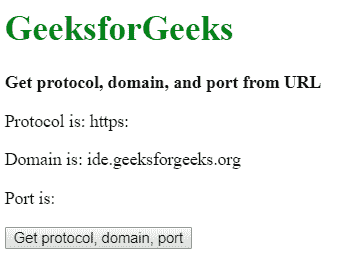 GeeksforGeeks
Get protocol, domain, and port from URL
Protocol is: https:
Domain is: ide.geeksforgeeks.org
Port is:
Get protocol, domain, port